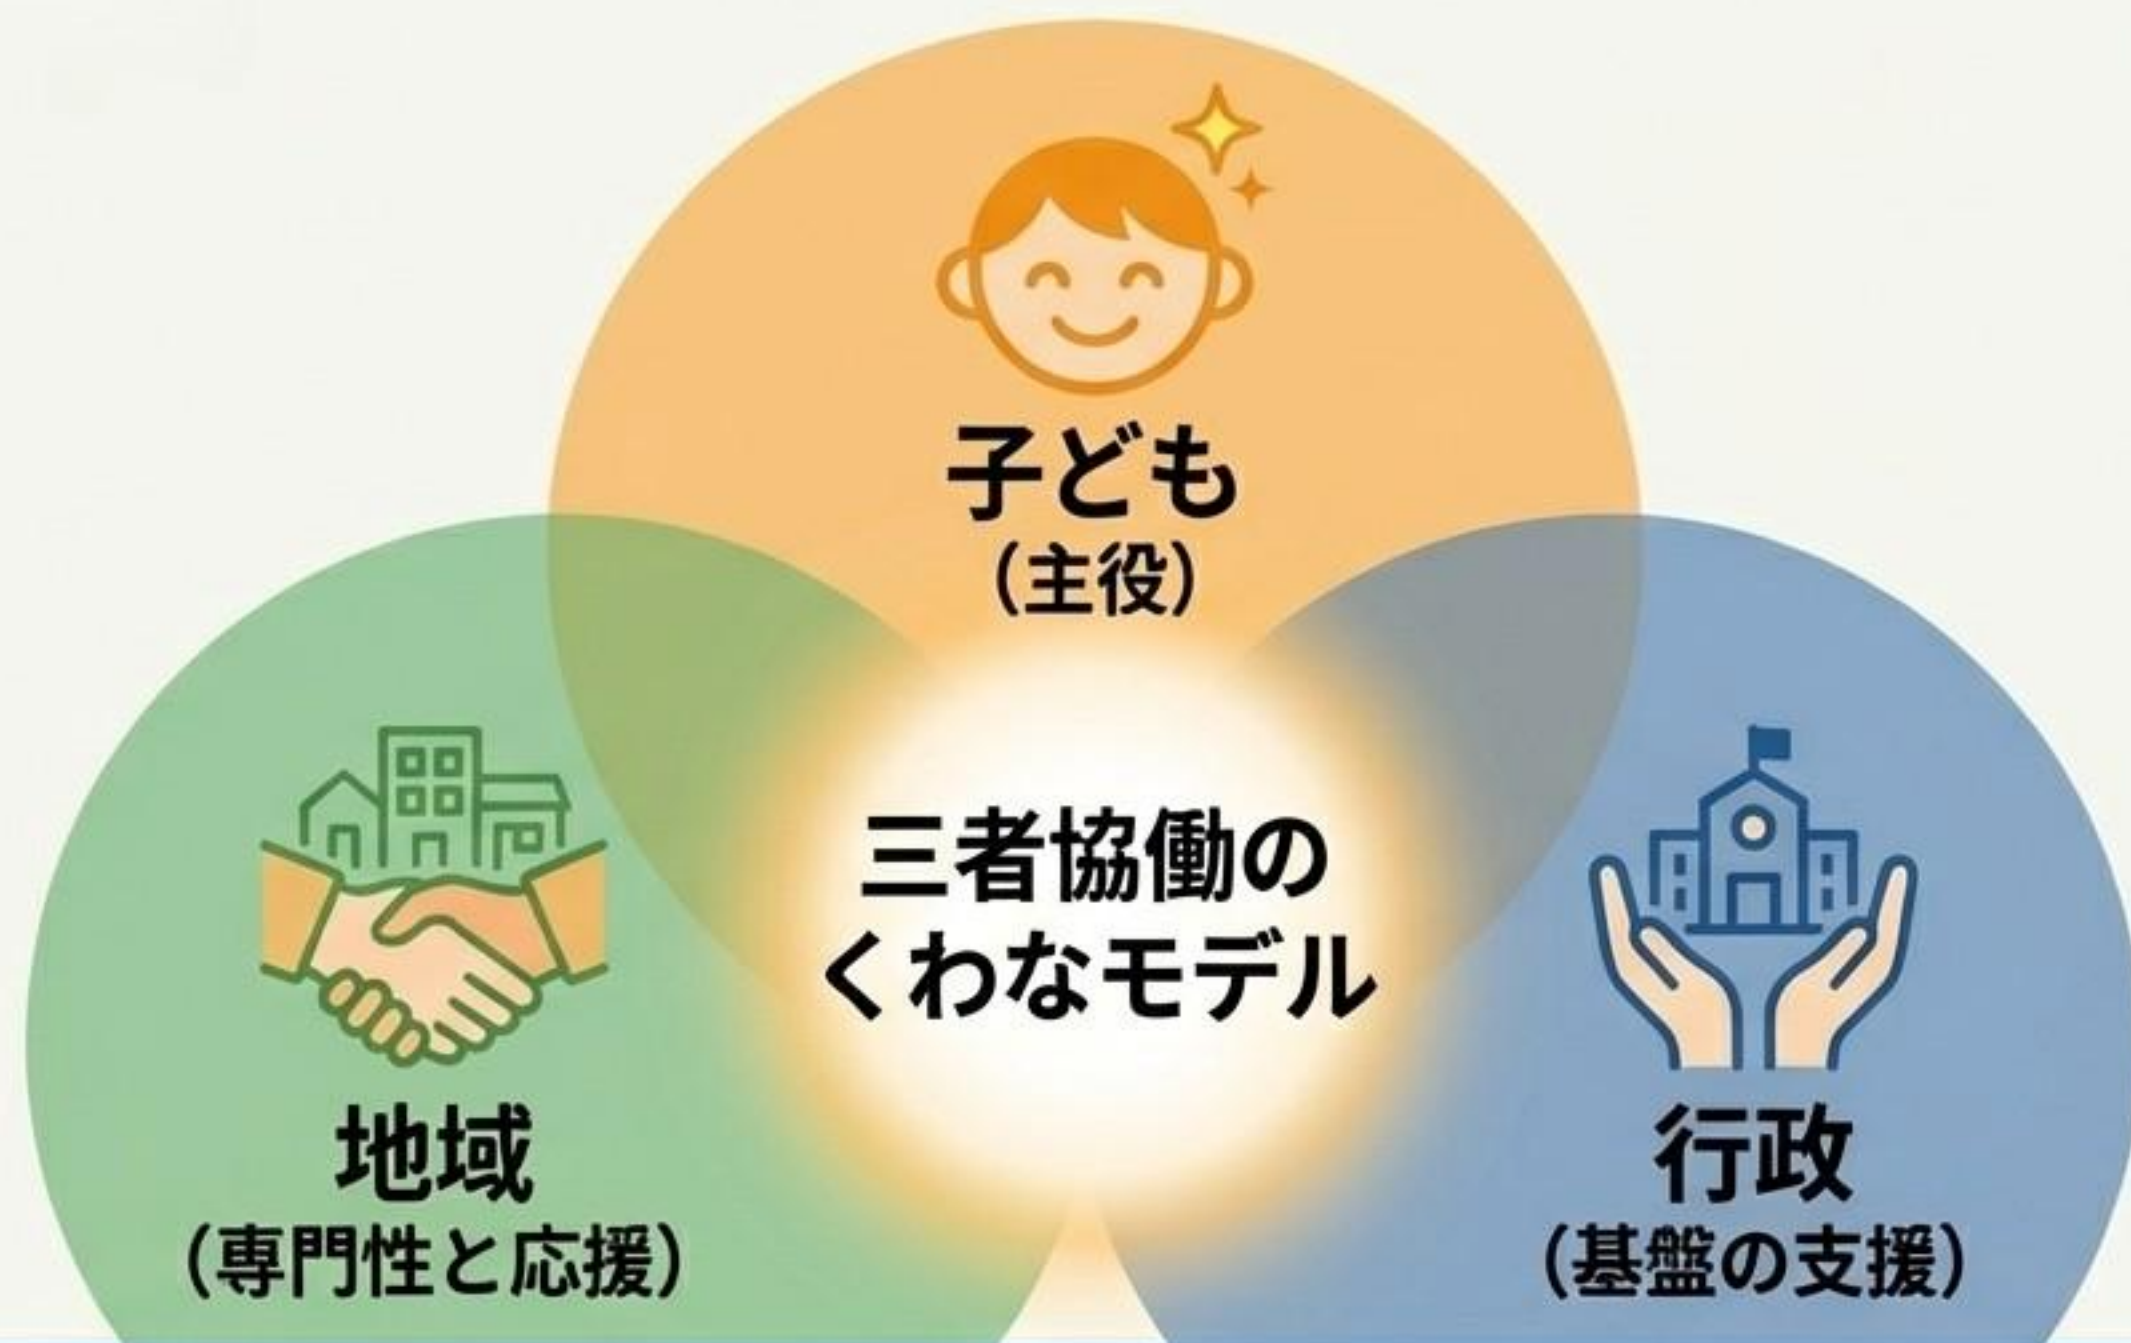 子ども
（主役）
三者協働の
くわなモデル
地域
（専門性と応援）
行政
（基盤の支援）